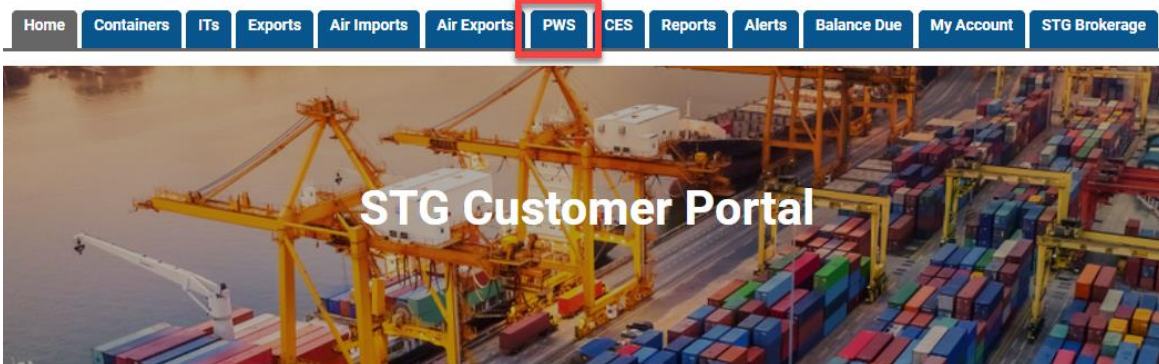 Home Containers ITs Exports Air Imports Air Exports PWS CES Reports Alerts Balance Due My Account STG Brokerage
STG Customer Portal